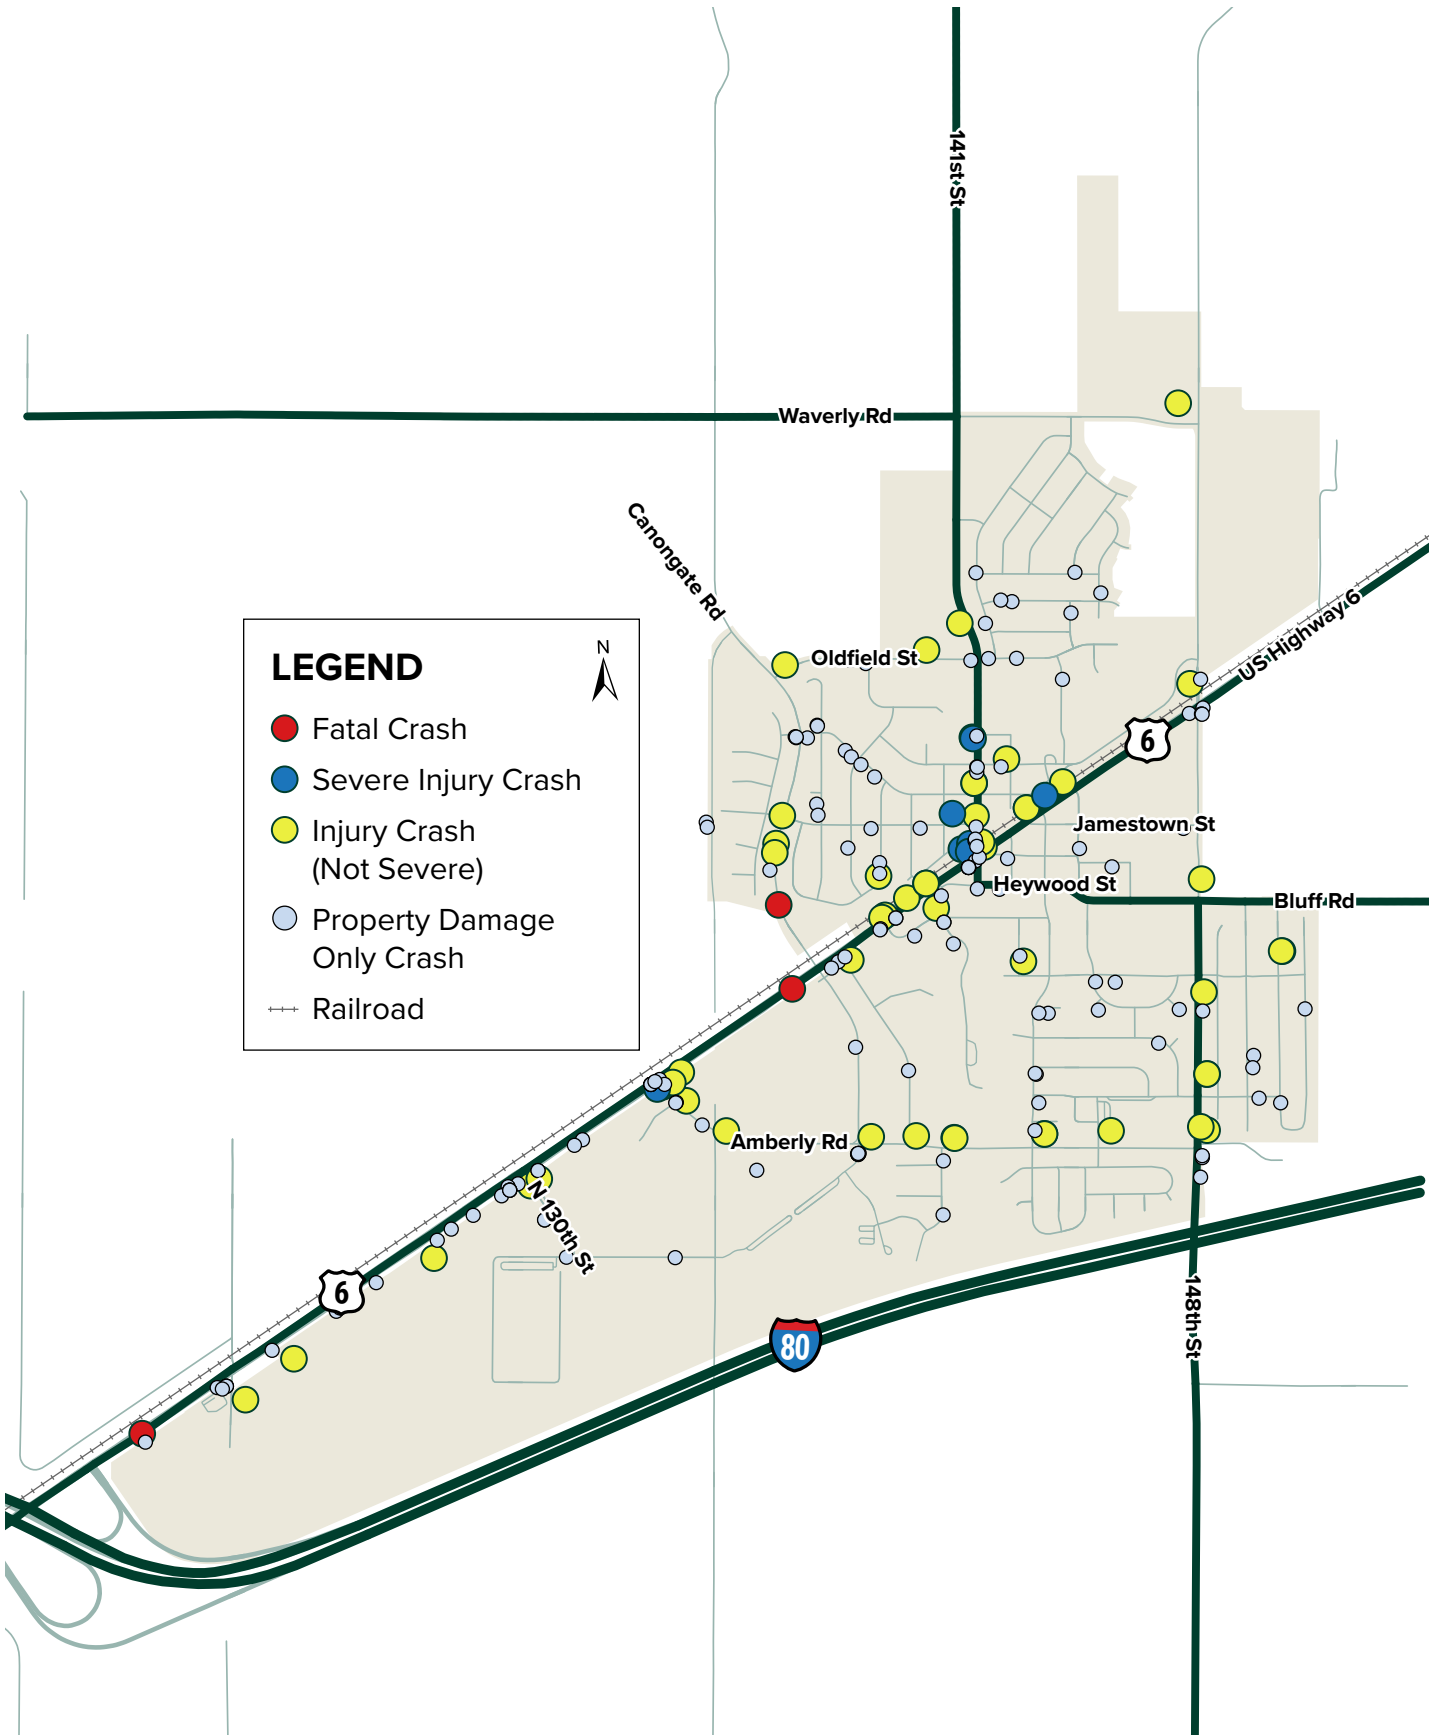 141st St
Waverly Rd
Canongate Rd
Oldfield St
US Highway 6
6
LEGEND
N
Fatal Crash
Severe Injury Crash
Injury Crash
(Not Severe)
Property Damage
Only Crash
Railroad
Jamestown St
Heywood St
Bluff Rd
Amberly Rd
N 130th St
6
148th St
80